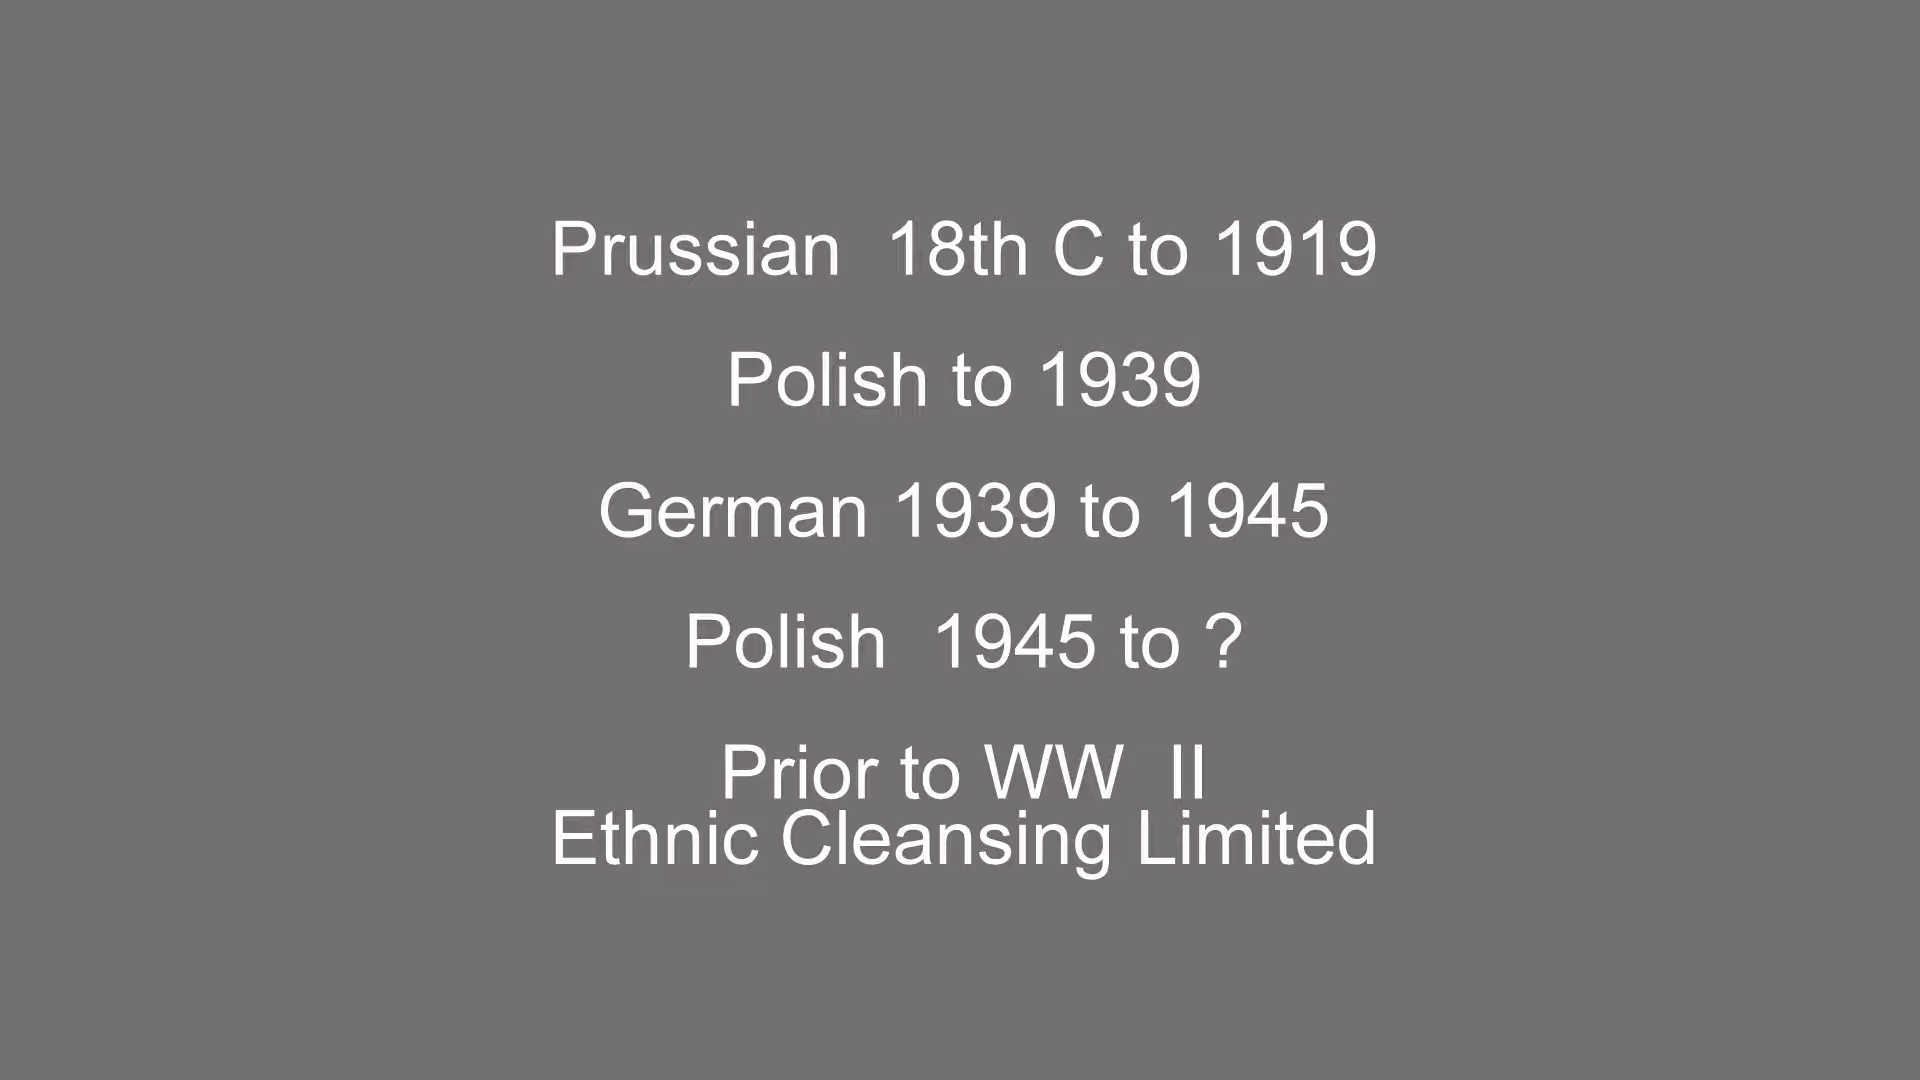 Prussian  18th C to 1919
Polish to 1939
German 1939 to 1945
Polish  1945 to ?
Prior to WW  II
Ethnic Cleansing Limited